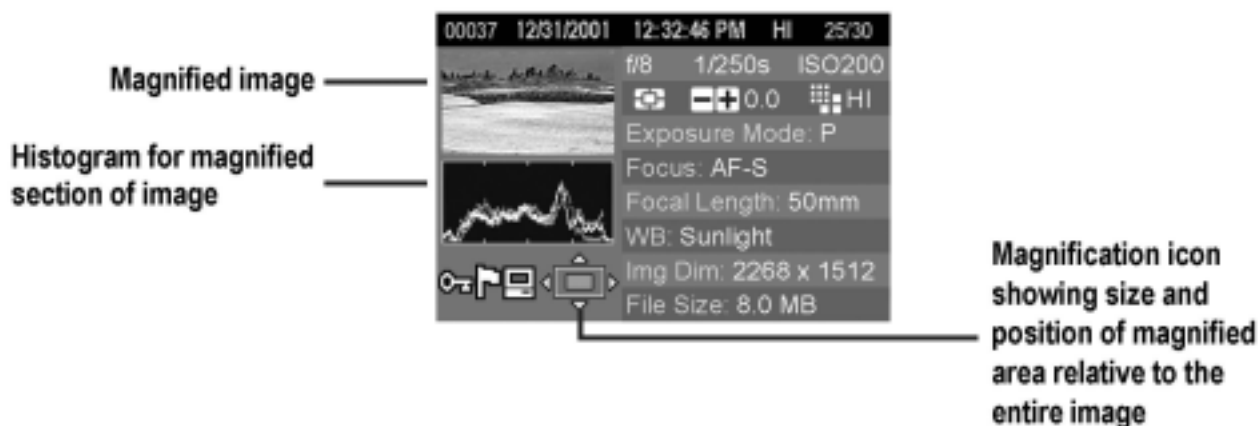 00037 12/31/2001 12:32:46 PM HI 25/30
Magnified image
f/8 1/250s ISO200
0.0 HI
Exposure Mode: P
Histogram for magnified
section of image
Focus: AF-S
Focal Length: 50mm
WB: Sunlight
Img Dim: 2268 x 1512
File Size: 8.0 MB
Magnification icon
showing size and
position of magnified
area relative to the
entire image